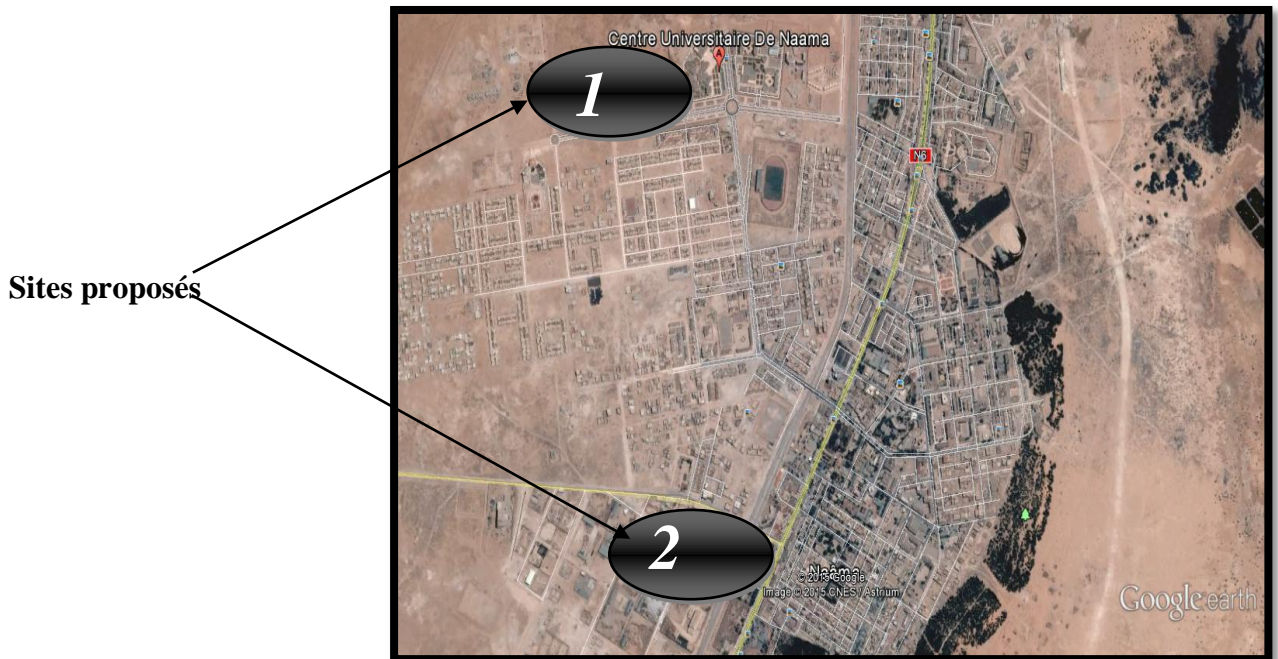 Centre Universitaire De Naama
A
1
N6
Sites proposés
2
Naâma
© 2015 Google
Image © 2015 CNES / Astrium
Google earth